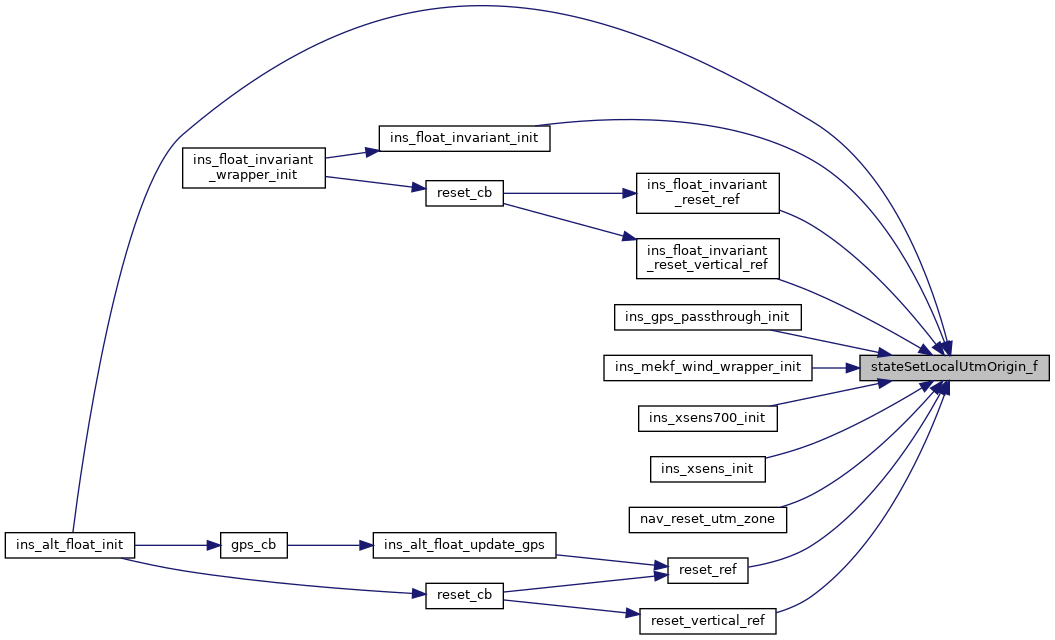 ins_float_invariant_init
ins_float_invariant
_wrapper_init
reset_cb
ins_float_invariant
_reset_ref
ins_float_invariant
_reset_vertical_ref
ins_gps_passthrough_init
stateSetLocalUtmOrigin_f
ins_mekf_wind_wrapper_init
ins_xsens700_init
ins_xsens_init
nav_reset_utm_zone
ins_alt_float_init
gps_cb
ins_alt_float_update_gps
reset_ref
reset_cb
reset_vertical_ref